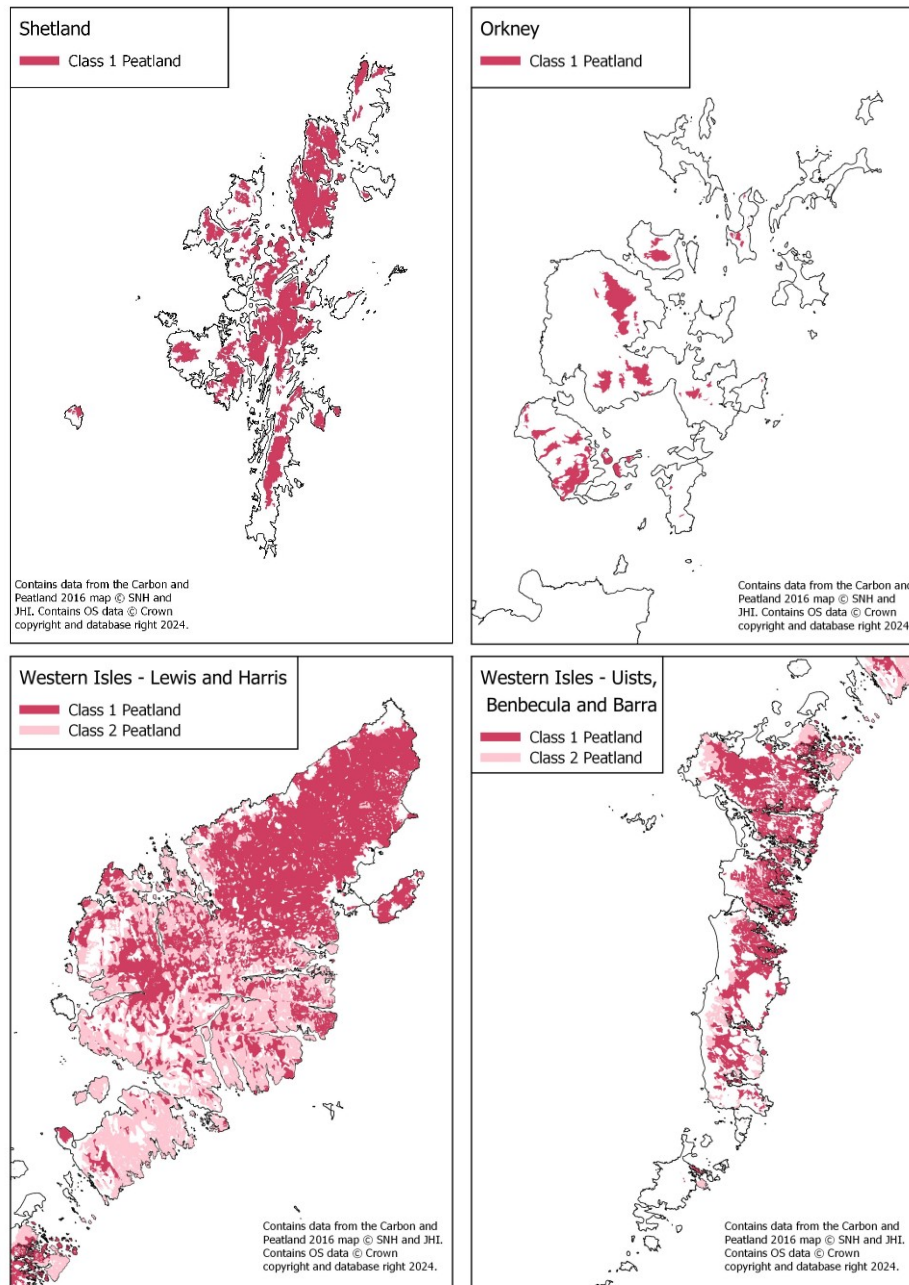 Shetland
Class 1 Peatland
Contains data from the Carbon and
Peatland 2016 map © SNH and
JHI. Contains OS data © Crown
copyright and database right 2024.
Orkney
Class 1 Peatland
Contains data from the Carbon and
Peatland 2016 map © SNH and
JHI. Contains OS data © Crown
copyright and database right 2024.
Western Isles - Lewis and Harris
Class 1 Peatland
Class 2 Peatland
Contains data from the Carbon and
Peatland 2016 map © SNH and JHI.
Contains OS data © Crown
copyright and database right 2024.
Western Isles - Uists,
Benbecula and Barra
Class 1 Peatland
Class 2 Peatland
Contains data from the Carbon and
Peatland 2016 map © SNH and JHI.
Contains OS data © Crown
copyright and database right 2024.